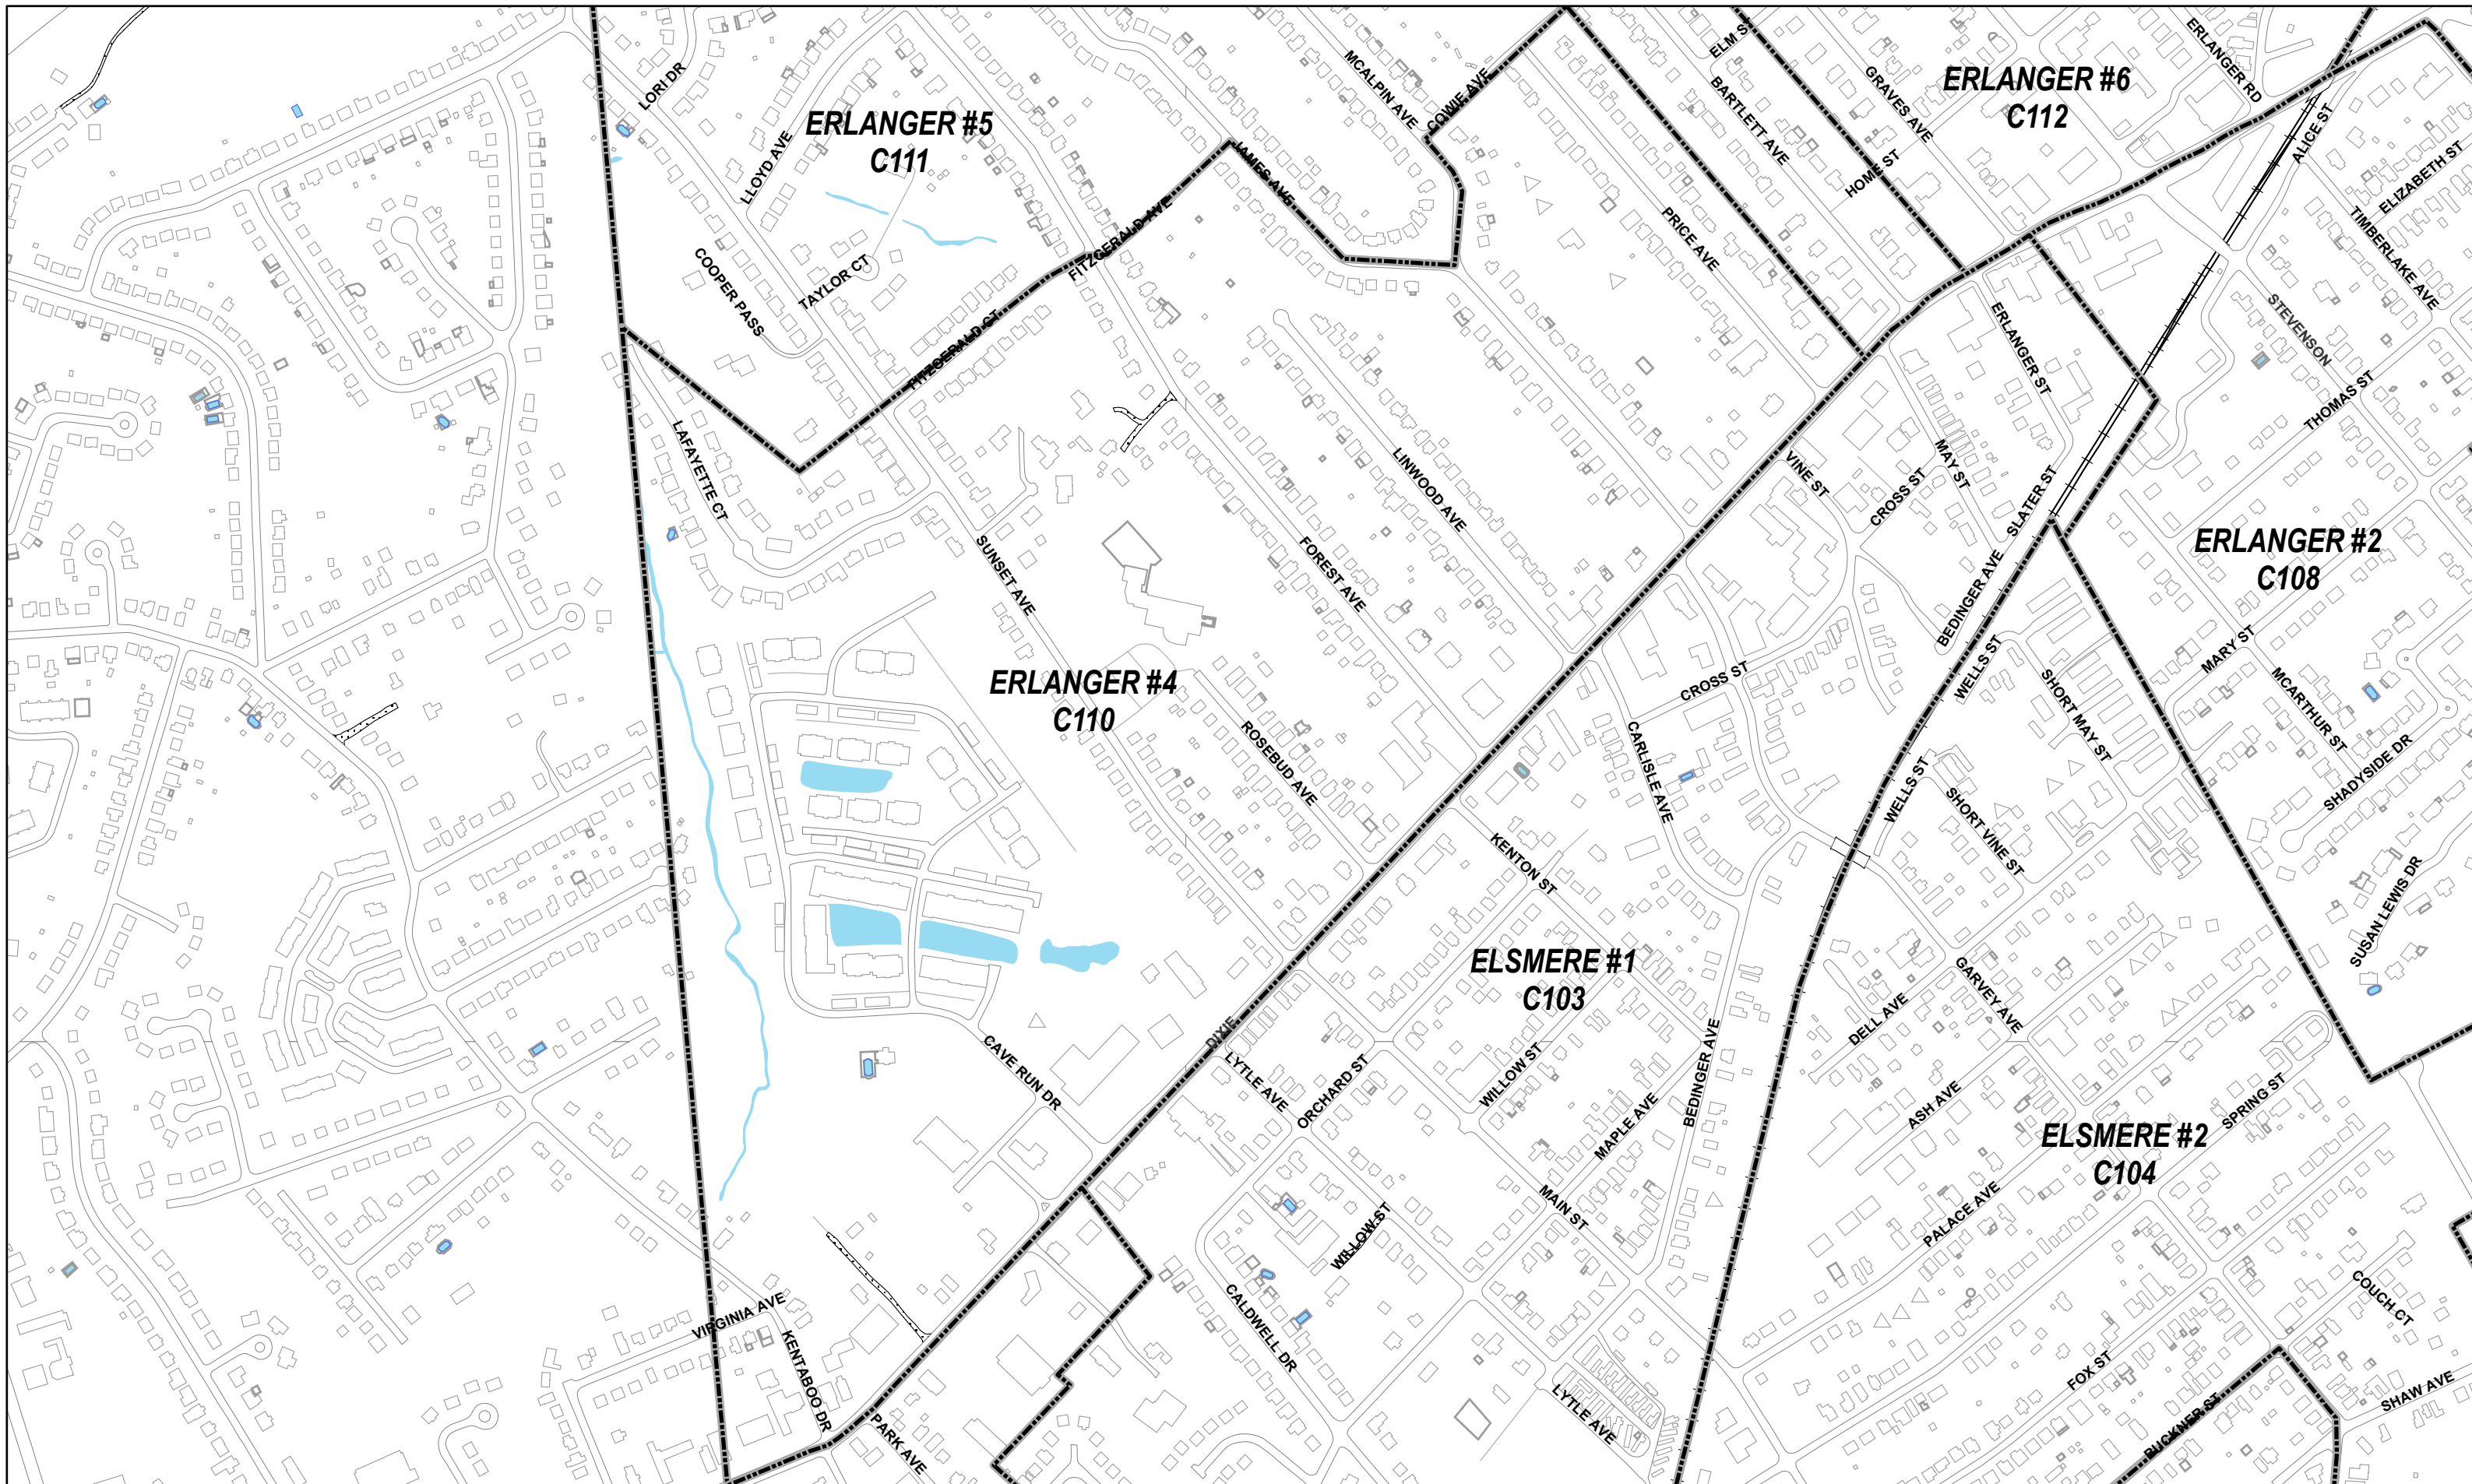 ERLANGER RD
ELM S
MCALPIN AVE
COWIE AVE
LORI DR
ERLANGER #6
C112
GRAVES AVE
BARTLETT AVE
ERLANGER #5
C111
ALICE ST
LLOYD AVE
JAMES AVE
HOME ST
ELIZABETH ST
TIMBERLAKE AVE
PRICE AVE
FITZGERALD AVE
TAYLOR CT
COOPER PASS
STEVENSON
ERLANGER ST
FITZGERALD CT
THOMAS ST
LAFAYETTE CT
LINWOOD AVE
VINE ST
MAY ST
CROSS ST
SLATER ST
ERLANGER #2
C108
SUNSET AVE
FOREST AVE
BEDINGER AVE
WELLS ST
MARY ST
CROSS ST
ERLANGER #4
C110
SHORT MAY ST
MCARTHUR ST
ROSEBUD AVE
CARLISLE AVE
SHADYSIDE DR
WELLS ST
SHORT VINE ST
KENTON ST
SUSAN LEWIS DR
ELSMERE #1
C103
GARVEY AVE
DELL AVE
DIXIE
CAVE RUN DR
LYTLE AVE
ORCHARD ST
WILLOW ST
BEDINGER AVE
MAPLE AVE
ASH AVE
SPRING ST
ELSMERE #2
C104
MAIN ST
PALACE AVE
WILLOW ST
COUCH CT
CALDWELL DR
VIRGINIA AVE
KENTABOO DR
FOX ST
SHAW AVE
LYTLE AVE
PARK AVE
BUCKNER ST